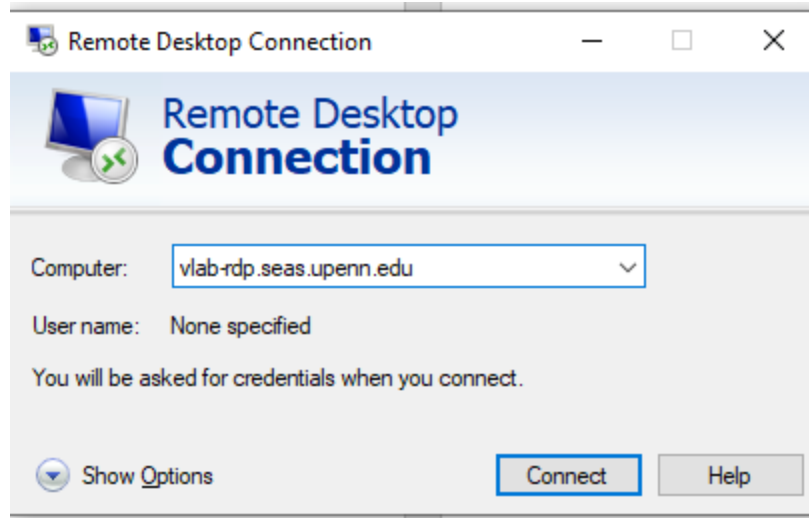 Remote Desktop Connection
Remote Desktop
Connection
Computer: vlab-rdp.seas.upenn.edu
User name: None specified
You will be asked for credentials when you connect.
Show Options Connect Help